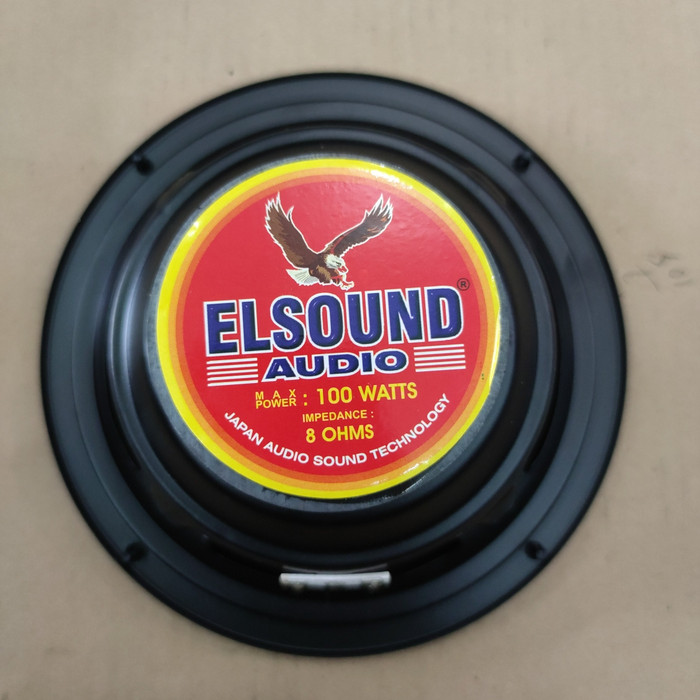 ELSOUND®
AUDIO
MAX POWER : 100 WATTS
IMPEDANCE :
8 OHMS
JAPAN AUDIO SOUND TECHNOLOGY